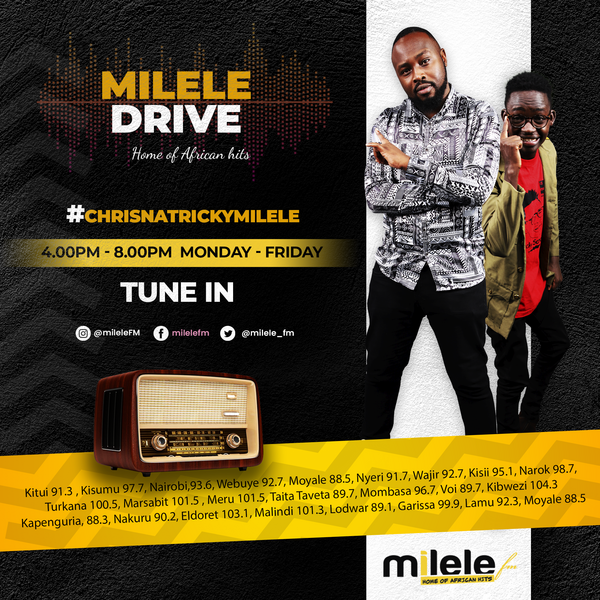 MILELE
DRIVE
Home of African hits
#CHRISNATRICKYMILELE
4.00PM - 8.00PM MONDAY - FRIDAY
TUNE IN
@mileleFM milelefm @milele_fm
Kitui 91.3 , Kisumu 97.7, Nairobi,93.6, Webuye 92.7, Moyale 88.5, Nyeri 91.7, Wajir 92.7, Kisii 95.1, Narok 98.7,
Turkana 100.5, Marsabit 101.5 , Meru 101.5, Taita Taveta 89.7, Mombasa 96.7, Voi 89.7, Kibwezi 104.3
Kapenguria, 88.3, Nakuru 90.2, Eldoret 103.1, Malindi 101.3, Lodwar 89.1, Garissa 99.9, Lamu 92.3, Moyale 88.5
milele
HOME OF AFRICAN HITS